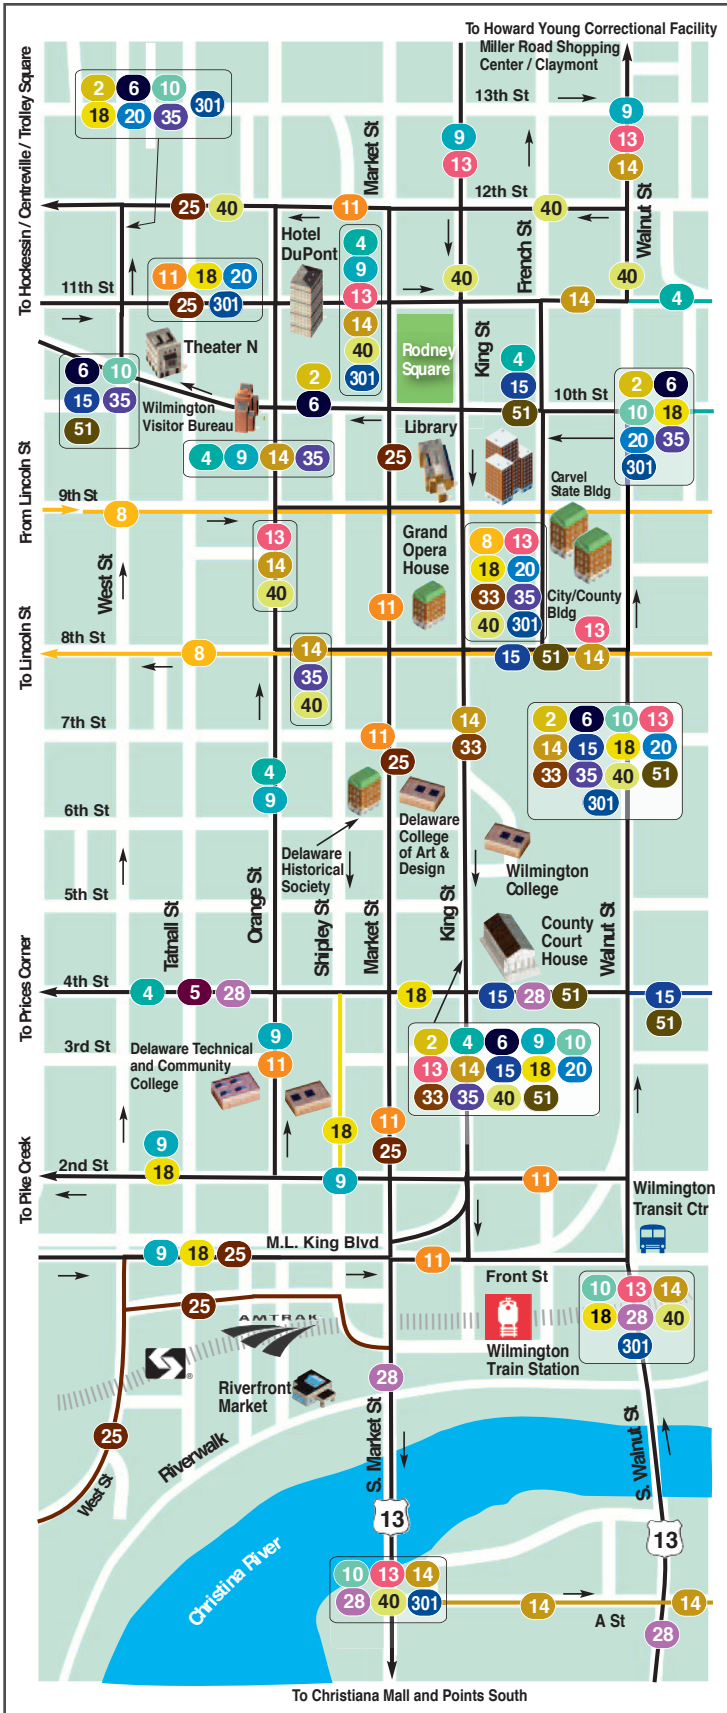 To Howard Young Correctional Facility
Miller Road Shopping
Center / Claymont
To Hockessin / Centreville / Trolley Square
2 6 10
18 20 35 301
13th St
Market St
9
13
9
13
14
12th St
25 40
11
40
French St
Walnut St
Hotel
DuPont
4
9
13
14
40
301
40
40
11th St
11 18 20
25 301
14
4
Theater N
Rodney
Square
King St
6 10
15 35
51
2
6
4
15
51
10th St
2 6
10 18
20 35
301
Wilmington
Visitor Bureau
Library
4 9 14 35
25
Carvel
State Bldg
From Lincoln St
9th St
8
13
14
40
Grand
Opera
House
8 13
18 20
33 35
40 301
City/County
Bldg
West St
11
13
To Lincoln St
8th St
8
14
35
40
15 51 14
7th St
11
25
14
33
2 6 10 13
14 15 18 20
33 35 40 51
301
4
9
6th St
Delaware
Historical
Society
Delaware
College
of Art &
Design
Wilmington
College
5th St
Tatnall St
Orange St
Shipley St
Market St
King St
County
Court
House
Walnut St
To Prices Corner
4th St
4 5 28
18
15 28 51
15
51
2 4 6 9 10
13 14 15 18 20
33 35 40 51
3rd St
Delaware Technical
and Community
College
9
11
18
11
25
To Pike Creek
2nd St
9
18
9
11
Wilmington
Transit Ctr
M.L. King Blvd
9 18 25
11
Front St
10 13 14
18 28 40
301
25
AMTRAK
Wilmington
Train Station
®
Riverfront
Market
28
25
West St
Riverwalk
S. Market St
S. Walnut St
13
13
Christina River
10 13 14
28 40 301
14
14
A St
28
To Christiana Mall and Points South